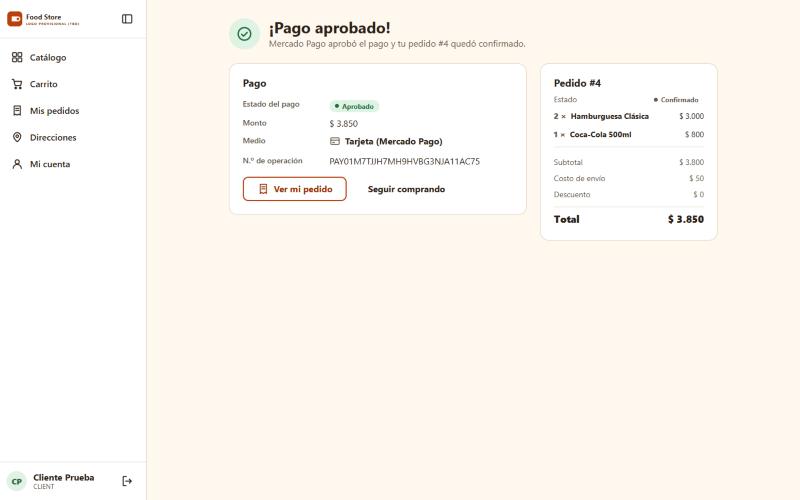 Food Store
LOGO PROVISIONAL (TBD)
Catálogo
Carrito
Mis pedidos
Direcciones
Mi cuenta
CP
Cliente Prueba
CLIENT
¡Pago aprobado!
Mercado Pago aprobó el pago y tu pedido #4 quedó confirmado.
Pago
Estado del pago Aprobado
Monto $ 3.850
Medio Tarjeta (Mercado Pago)
N.º de operación PAY01M7TJJH7MH9HVBG3NJA11AC75
Ver mi pedido Seguir comprando
Pedido #4
Estado Confirmado
2 × Hamburguesa Clásica $ 3.000
1 × Coca-Cola 500ml $ 800
Subtotal $ 3.800
Costo de envío $ 50
Descuento $ 0
Total $ 3.850